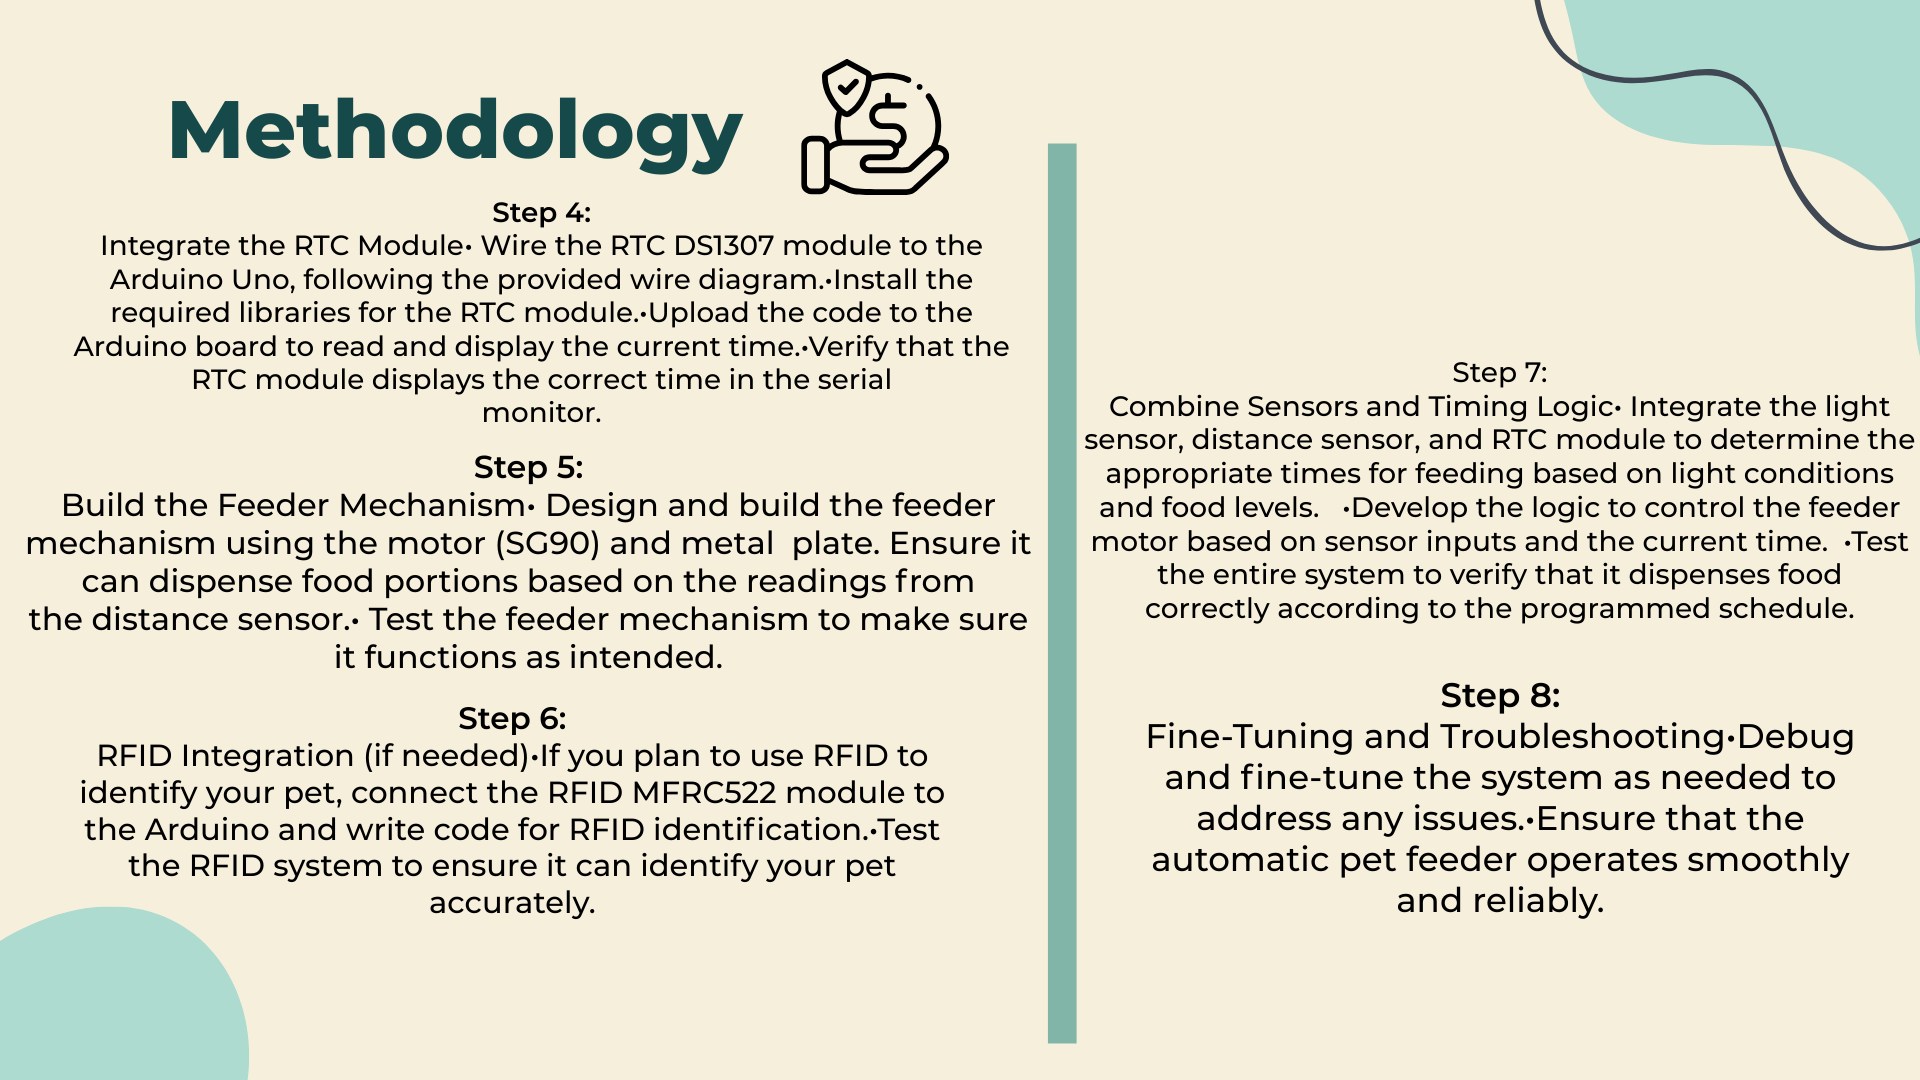 Methodology
Step 4:
Integrate the RTC Module• Wire the RTC DS1307 module to the
Arduino Uno, following the provided wire diagram.•Install the
required libraries for the RTC module.•Upload the code to the
Arduino board to read and display the current time.•Verify that the
RTC module displays the correct time in the serial
monitor.
Step 5:
Build the Feeder Mechanism• Design and build the feeder
mechanism using the motor (SG90) and metal  plate. Ensure it
can dispense food portions based on the readings from
the distance sensor.• Test the feeder mechanism to make sure
it functions as intended.
Step 6:
RFID Integration (if needed)•If you plan to use RFID to
identify your pet, connect the RFID MFRC522 module to
the Arduino and write code for RFID identification.•Test
the RFID system to ensure it can identify your pet
accurately.
Step 7:
Combine Sensors and Timing Logic• Integrate the light
sensor, distance sensor, and RTC module to determine the
appropriate times for feeding based on light conditions
and food levels.   •Develop the logic to control the feeder
motor based on sensor inputs and the current time.  •Test
the entire system to verify that it dispenses food
correctly according to the programmed schedule.
Step 8:
Fine-Tuning and Troubleshooting•Debug
and fine-tune the system as needed to
address any issues.•Ensure that the
automatic pet feeder operates smoothly
and reliably.